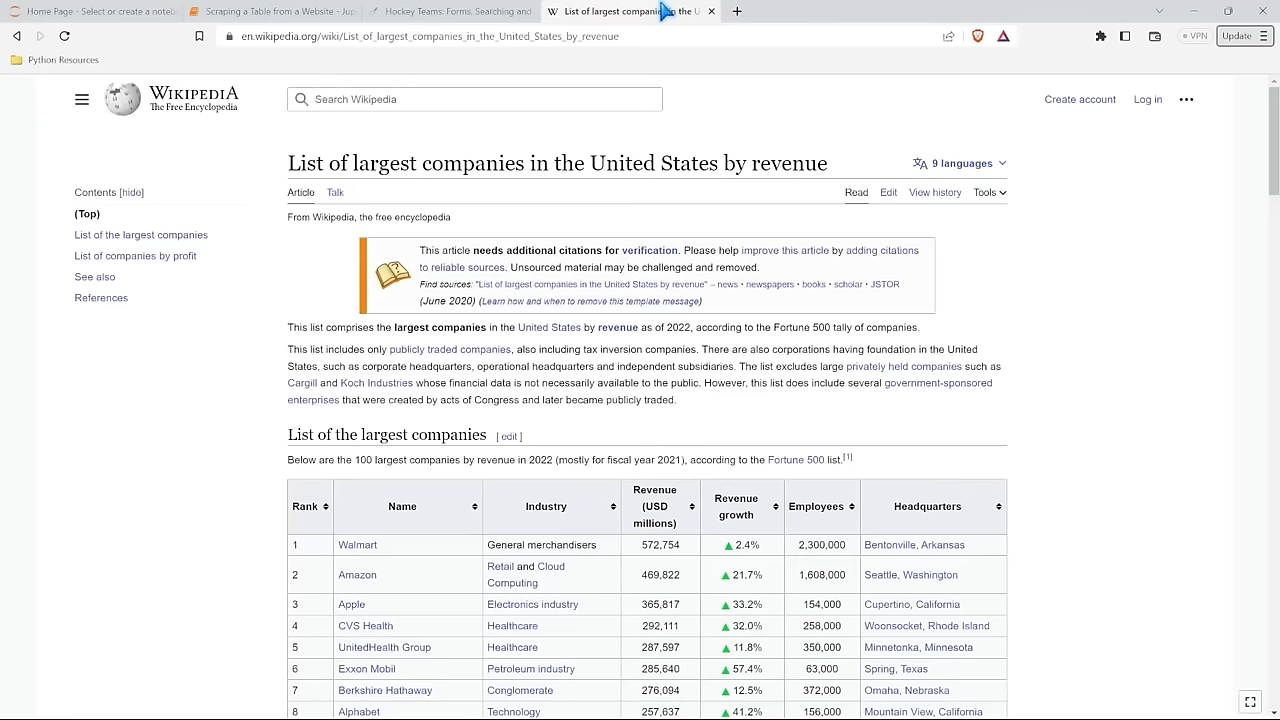 Home Page - Select or create a noteb
Scraping a Table from a Website - Jup
Hockey Teams: Forms, Searching and
List of largest compani in the U
en.wikipedia.org/wiki/List_of_largest_companies_in_the_United_States_by_revenue
VPN
Update
Python Resources
WIKIPEDIA
The Free Encyclopedia
Search Wikipedia
Create account
Log in
List of largest companies in the United States by revenue
9 languages
Contents [hide]
(Top)
List of the largest companies
List of companies by profit
See also
References
Article Talk
Read Edit View history Tools
From Wikipedia, the free encyclopedia
This article needs additional citations for verification. Please help improve this article by adding citations
to reliable sources. Unsourced material may be challenged and removed.
Find sources: "List of largest companies in the United States by revenue" – news · newspapers · books · scholar · JSTOR
(June 2020) (Learn how and when to remove this template message)
This list comprises the largest companies in the United States by revenue as of 2022, according to the Fortune 500 tally of companies.
This list includes only publicly traded companies, also including tax inversion companies. There are also corporations having foundation in the United
States, such as corporate headquarters, operational headquarters and independent subsidiaries. The list excludes large privately held companies such as
Cargill and Koch Industries whose financial data is not necessarily available to the public. However, this list does include several government-sponsored
enterprises that were created by acts of Congress and later became publicly traded.
List of the largest companies [ edit ]
Below are the 100 largest companies by revenue in 2022 (mostly for fiscal year 2021), according to the Fortune 500 list.[1]
Rank Name Industry Revenue (USD millions) Revenue growth Employees Headquarters
1 Walmart General merchandisers 572,754 ▲ 2.4% 2,300,000 Bentonville, Arkansas
2 Amazon Retail and Cloud Computing 469,822 ▲ 21.7% 1,608,000 Seattle, Washington
3 Apple Electronics industry 365,817 ▲ 33.2% 154,000 Cupertino, California
4 CVS Health Healthcare 292,111 ▲ 32.0% 258,000 Woonsocket, Rhode Island
5 UnitedHealth Group Healthcare 287,597 ▲ 11.8% 350,000 Minnetonka, Minnesota
6 Exxon Mobil Petroleum industry 285,640 ▲ 57.4% 63,000 Spring, Texas
7 Berkshire Hathaway Conglomerate 276,094 ▲ 12.5% 372,000 Omaha, Nebraska
8 Alphabet Technology 257,637 ▲ 41.2% 156,000 Mountain View, California